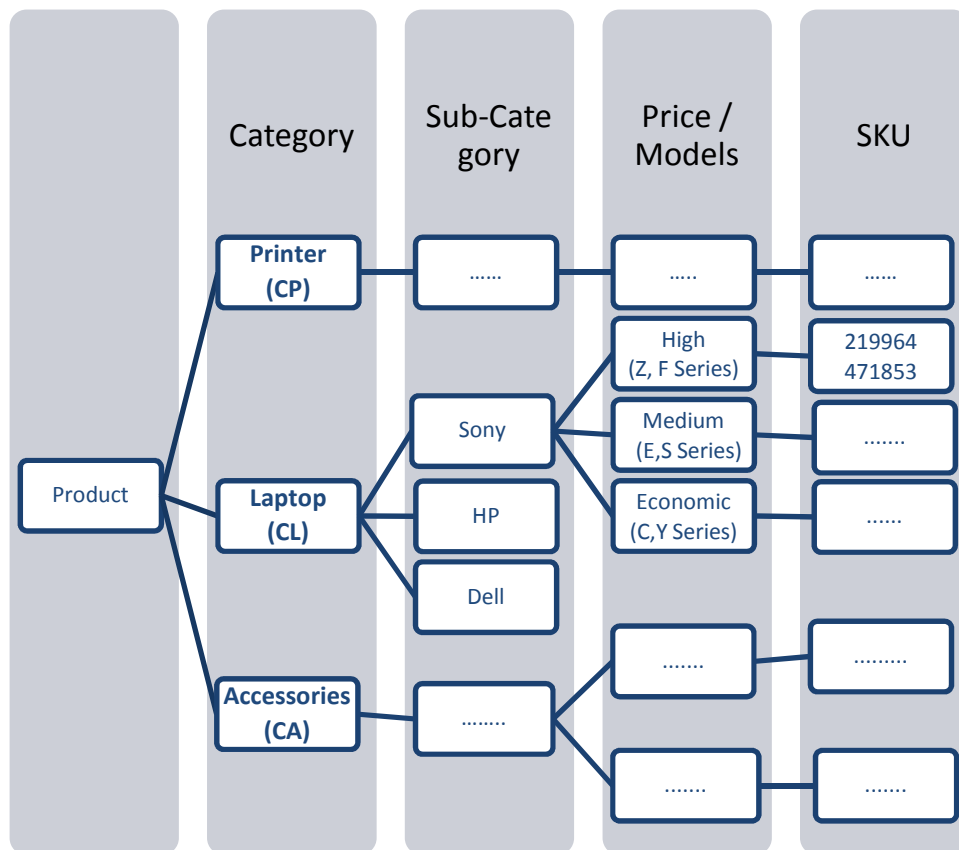 Category
Sub-Cate
gory
Price /
Models
SKU
Printer
(CP)
......
.....
......
High
(Z, F Series)
219964
471853
Sony
Medium
(E,S Series)
.......
Product
Laptop
(CL)
HP
Economic
(C,Y Series)
......
Dell
.......
.........
Accessories
(CA)
........
.......
.......